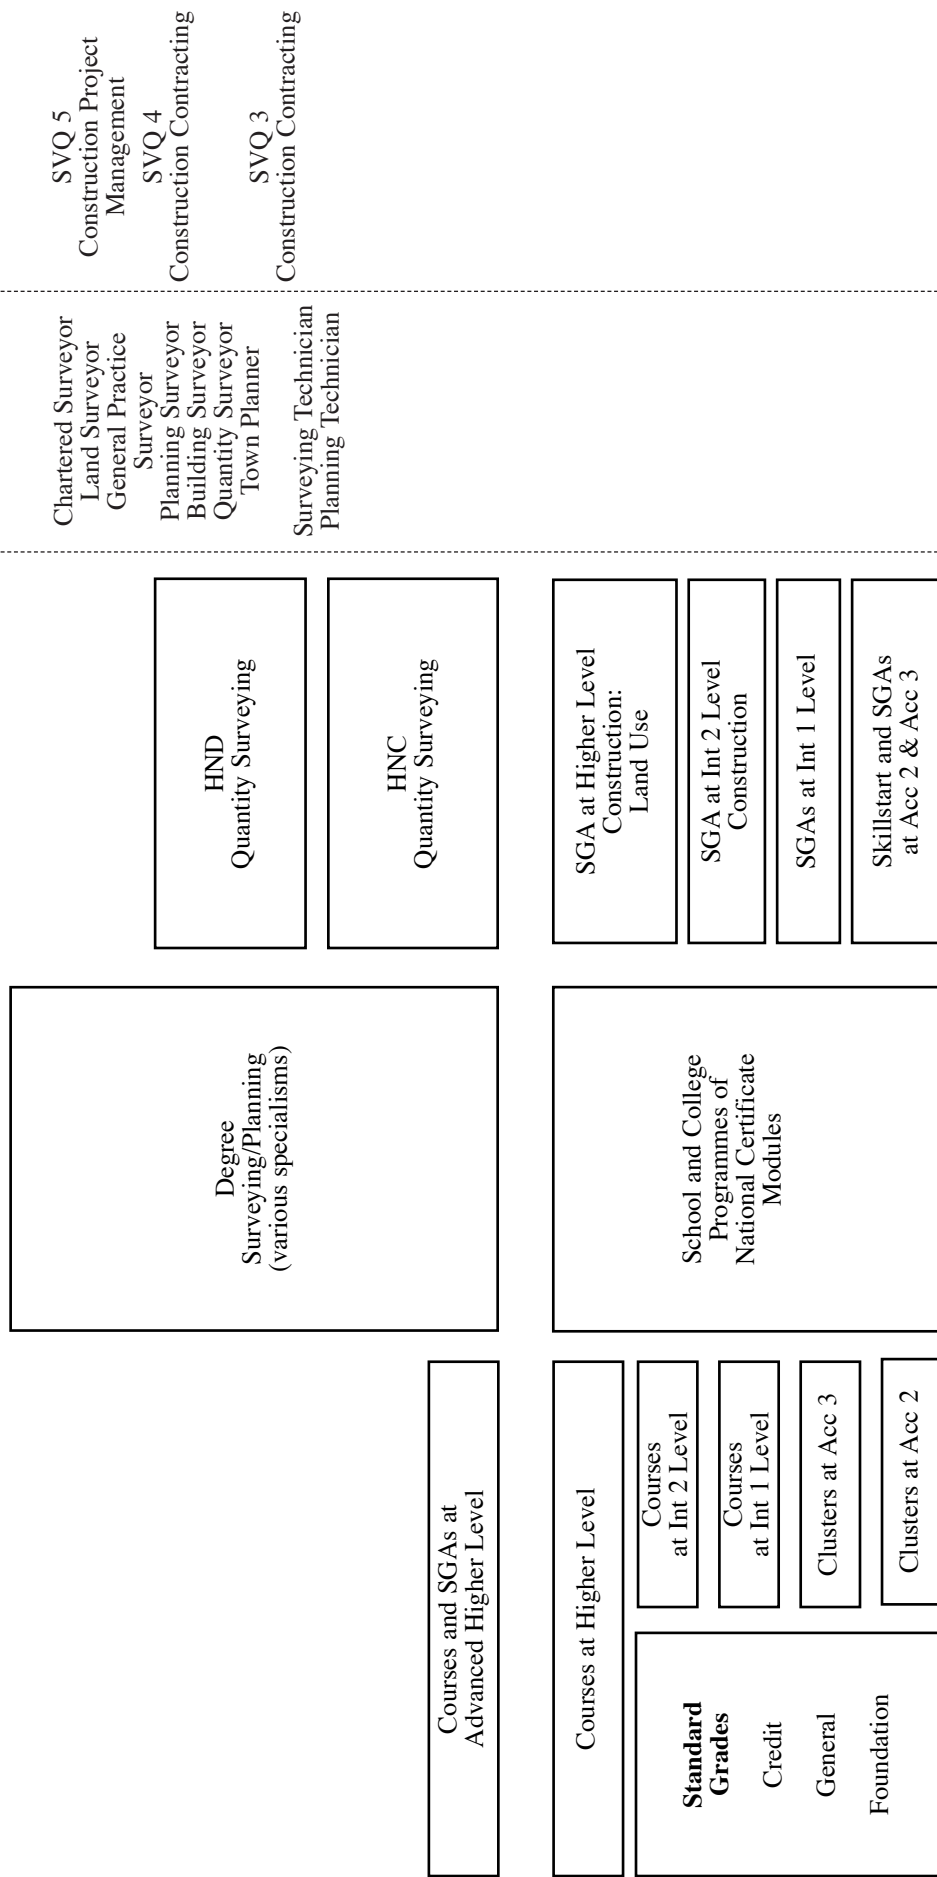 Courses and SGAs at
Advanced Higher Level
Courses at Higher Level
Standard
Grades
Credit
General
Foundation
Courses
at Int 2 Level
Courses
at Int 1 Level
Clusters at Acc 3
Clusters at Acc 2
Degree
Surveying/Planning
(various specialisms)
School and College
Programmes of
National Certificate
Modules
HND
Quantity Surveying
HNC
Quantity Surveying
SGA at Higher Level
Construction:
Land Use
SGA at Int 2 Level
Construction
SGAs at Int 1 Level
Skillstart and SGAs
at Acc 2 & Acc 3
Chartered Surveyor
Land Surveyor
General Practice
Surveyor
Planning Surveyor
Building Surveyor
Quantity Surveyor
Town Planner
Surveying Technician
Planning Technician
SVQ 5
Construction Project
Management
SVQ 4
Construction Contracting
SVQ 3
Construction Contracting